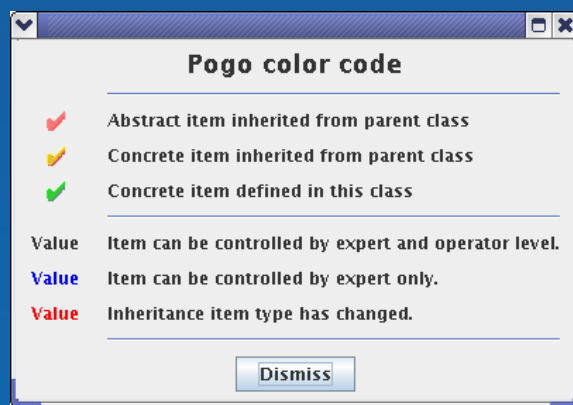 Pogo color code
Abstract item inherited from parent class
Concrete item inherited from parent class
Concrete item defined in this class
Value Item can be controlled by expert and operator level.
Value Item can be controlled by expert only.
Value Inheritance item type has changed.
Dismiss